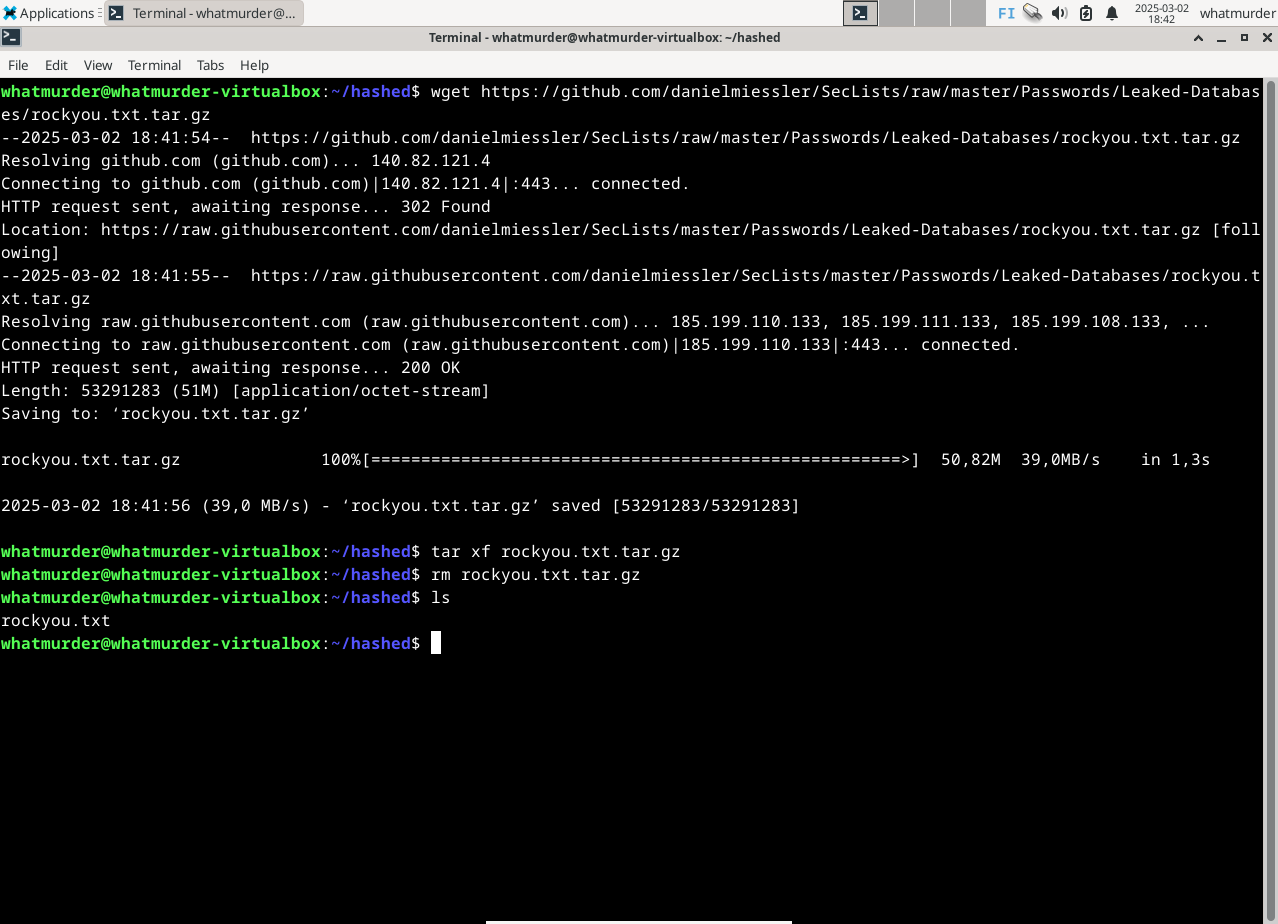 Applications
Terminal - whatmurder@...
FI
2025-03-02
18:42
whatmurder
Terminal - whatmurder@whatmurder-virtualbox: ~/hashed
File Edit View Terminal Tabs Help
whatmurder@whatmurder-virtualbox:~/hashed$ wget https://github.com/danielmiessler/SecLists/raw/master/Passwords/Leaked-Databas
es/rockyou.txt.tar.gz
--2025-03-02 18:41:54--  https://github.com/danielmiessler/SecLists/raw/master/Passwords/Leaked-Databases/rockyou.txt.tar.gz
Resolving github.com (github.com)... 140.82.121.4
Connecting to github.com (github.com)|140.82.121.4|:443... connected.
HTTP request sent, awaiting response... 302 Found
Location: https://raw.githubusercontent.com/danielmiessler/SecLists/master/Passwords/Leaked-Databases/rockyou.txt.tar.gz [foll
owing]
--2025-03-02 18:41:55--  https://raw.githubusercontent.com/danielmiessler/SecLists/master/Passwords/Leaked-Databases/rockyou.t
xt.tar.gz
Resolving raw.githubusercontent.com (raw.githubusercontent.com)... 185.199.110.133, 185.199.111.133, 185.199.108.133, ...
Connecting to raw.githubusercontent.com (raw.githubusercontent.com)|185.199.110.133|:443... connected.
HTTP request sent, awaiting response... 200 OK
Length: 53291283 (51M) [application/octet-stream]
Saving to: ‘rockyou.txt.tar.gz’
rockyou.txt.tar.gz              100%[=====================================================>]  50,82M  39,0MB/s    in 1,3s
2025-03-02 18:41:56 (39,0 MB/s) - ‘rockyou.txt.tar.gz’ saved [53291283/53291283]
whatmurder@whatmurder-virtualbox:~/hashed$ tar xf rockyou.txt.tar.gz
whatmurder@whatmurder-virtualbox:~/hashed$ rm rockyou.txt.tar.gz
whatmurder@whatmurder-virtualbox:~/hashed$ ls
rockyou.txt
whatmurder@whatmurder-virtualbox:~/hashed$